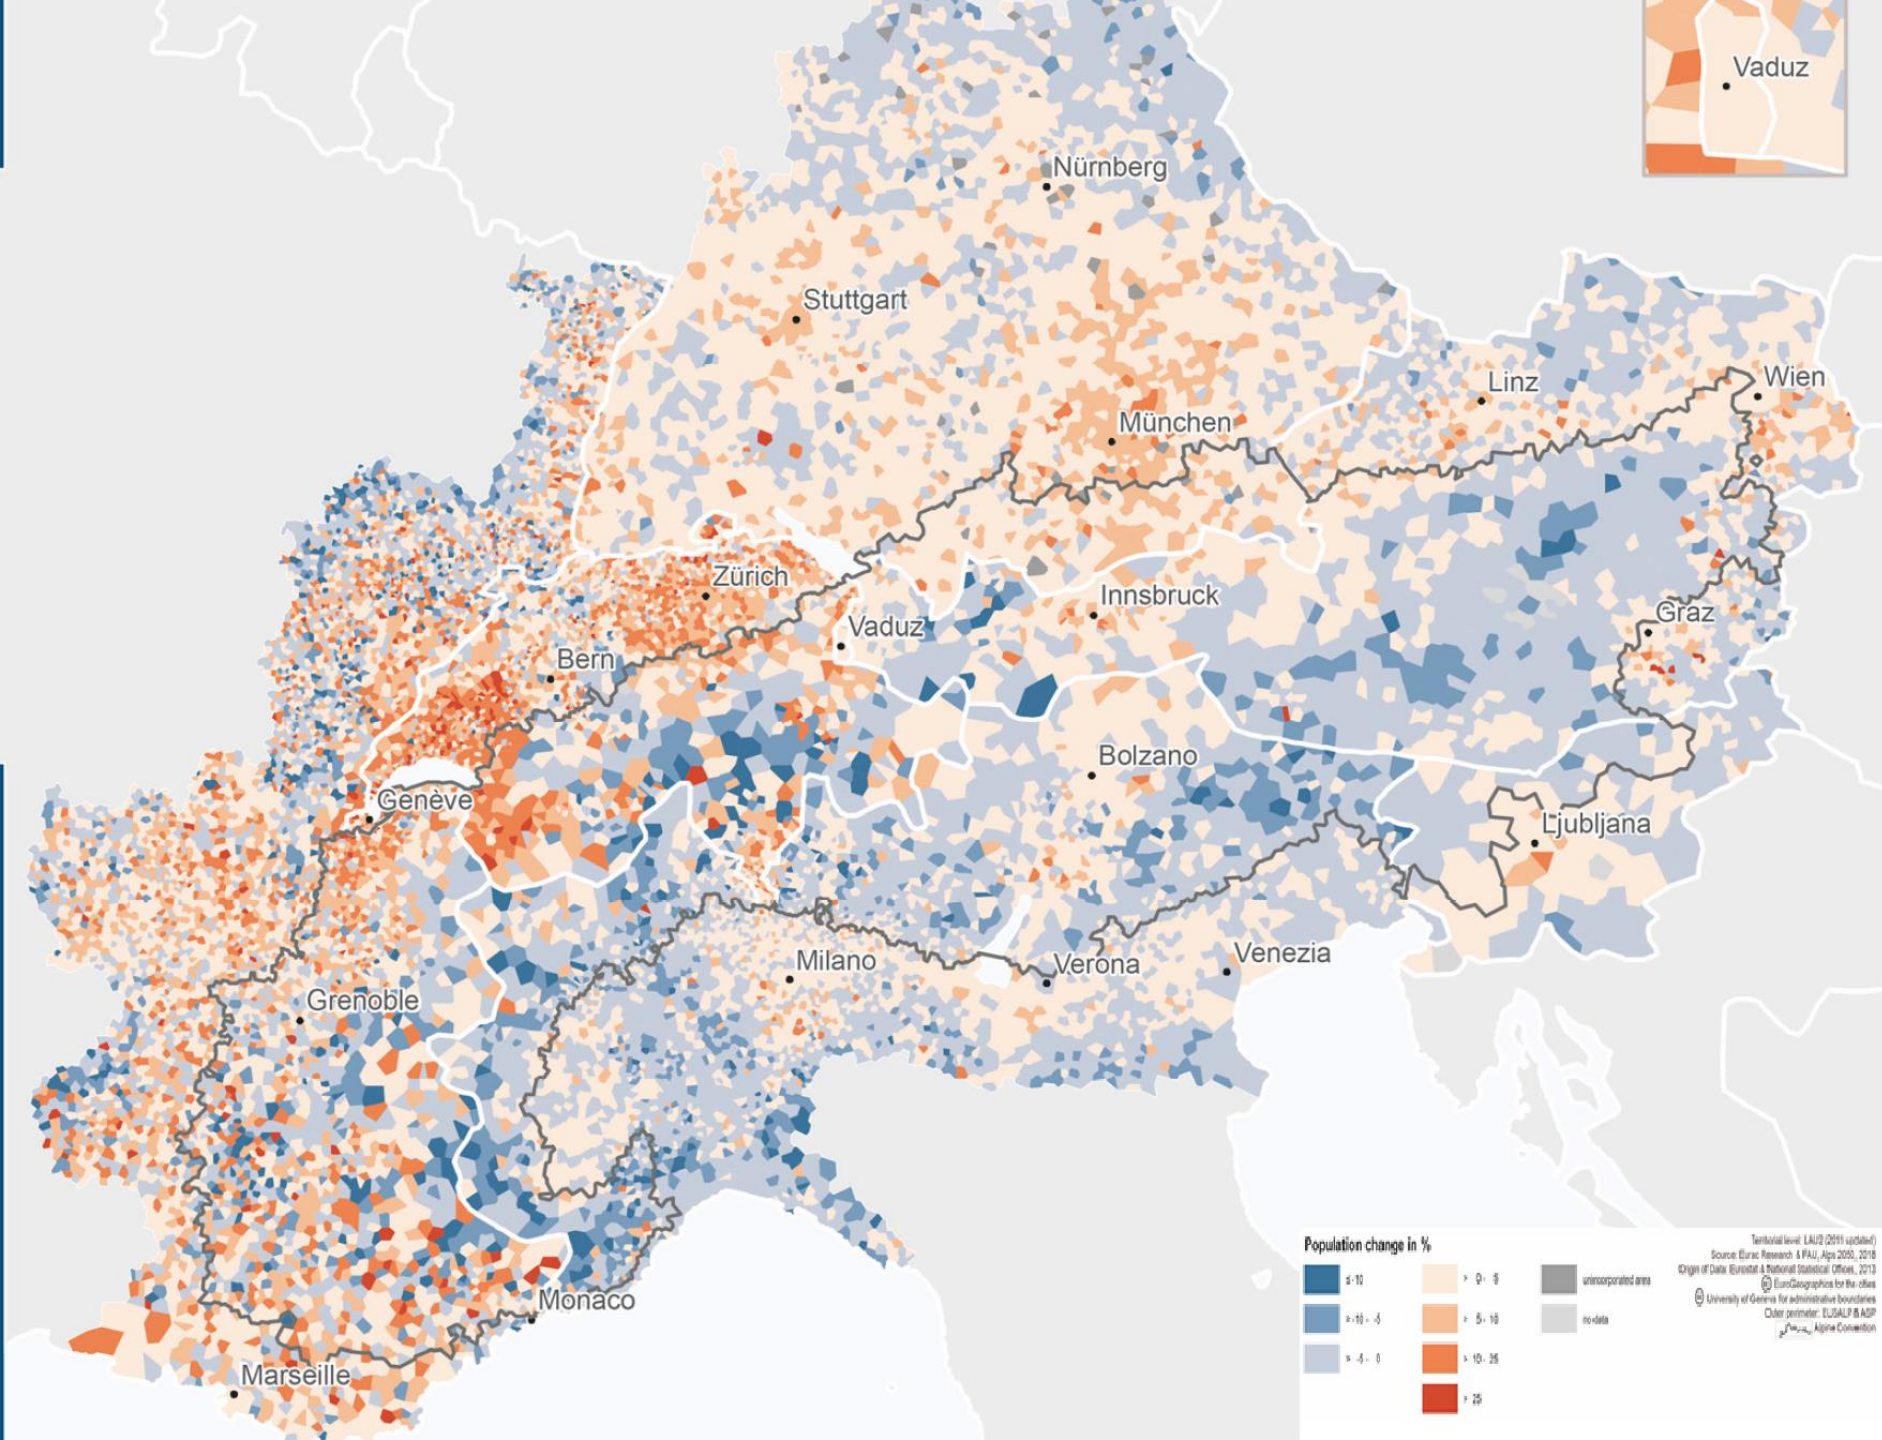 Vaduz
Nürnberg
Stuttgart
Linz
Wien
München
Zürich
Innsbruck
Graz
Vaduz
Bern
Bolzano
Genève
Ljubljana
Milano
Verona
Venezia
Grenoble
Monaco
Marseille
Population change in %
≤ -10
> -10 - -5
> -5 - 0
> 0 - 5
> 5 - 10
> 10 - 25
> 25
unincorporated area
no data
Territorial level: LAU2 (2011 updated)
Source: Eurac Research & IFAU, Alps 2050, 2018
Origin of Data: Eurostat & National Statistical Offices, 2013
EuroGeographics for the cities
University of Geneva for administrative boundaries
Outer perimeter: EUSALP & ASP
Alpine Convention